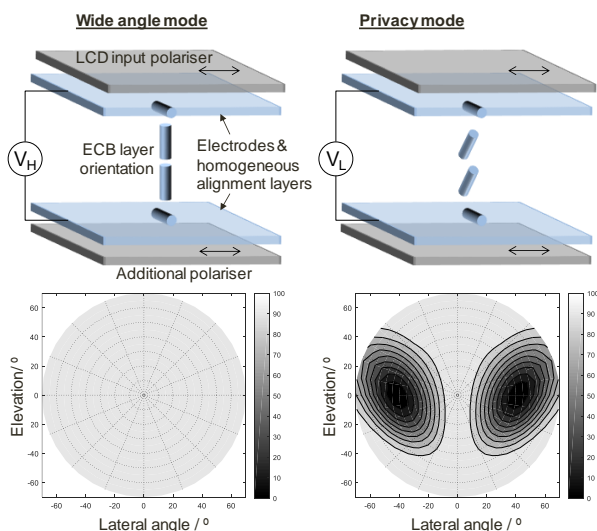 Wide angle mode
Privacy mode
LCD input polariser
V_H
ECB layer
orientation
Electrodes &
homogeneous
alignment layers
V_L
Additional polariser
Elevation/ º
60
40
20
0
-20
-40
-60
-60 -40 -20 0 20 40 60
Lateral angle / º
100
90
80
70
60
50
40
30
20
10
0
Elevation/ º
60
40
20
0
-20
-40
-60
-60 -40 -20 0 20 40 60
Lateral angle / º
100
90
80
70
60
50
40
30
20
10
0